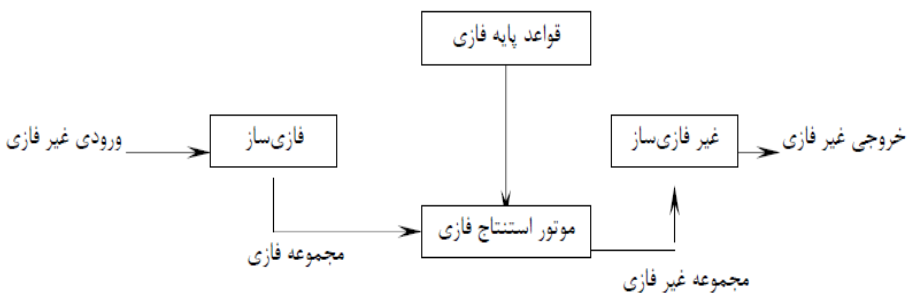 قواعد پایه فازی
ورودی غیر فازی
فازی‌ساز
غیر فازی‌ساز
خروجی غیر فازی
موتور استنتاج فازی
مجموعه فازی
مجموعه غیر فازی